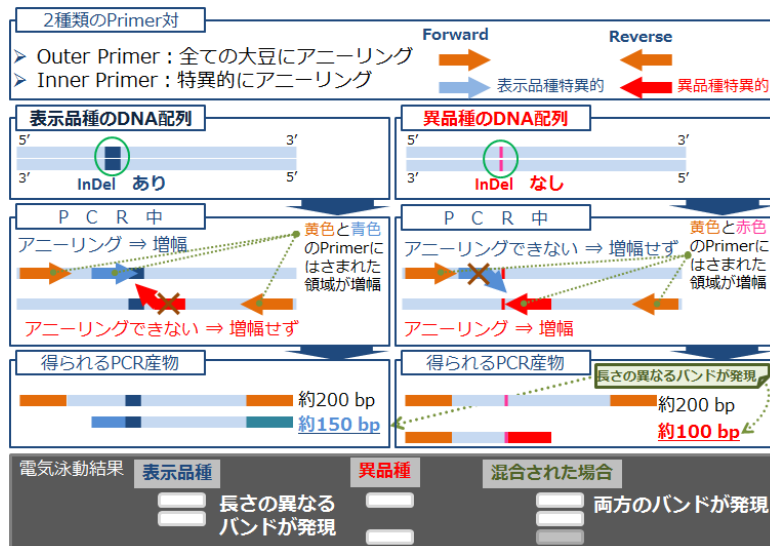 2種類のPrimer対
➢ Outer Primer：全ての大豆にアニーリング
➢ Inner Primer：特異的にアニーリング
Forward
Reverse
表示品種特異的
異品種特異的
表示品種のDNA配列
5’
3’
3’
5’
InDel あり
異品種のDNA配列
5’
3’
3’
5’
InDel なし
ＰＣＲ中
アニーリング ⇒ 増幅
黄色と青色
のPrimerに
はさまれた
領域が増幅
アニーリングできない ⇒ 増幅せず
ＰＣＲ中
アニーリングできない ⇒ 増幅せず
黄色と赤色
のPrimerに
はさまれた
領域が増幅
アニーリング ⇒ 増幅
得られるPCR産物
約200 bp
約150 bp
得られるPCR産物
長さの異なるバンドが発現
約200 bp
約100 bp
電気泳動結果
表示品種
長さの異なる
バンドが発現
異品種
混合された場合
両方のバンドが発現